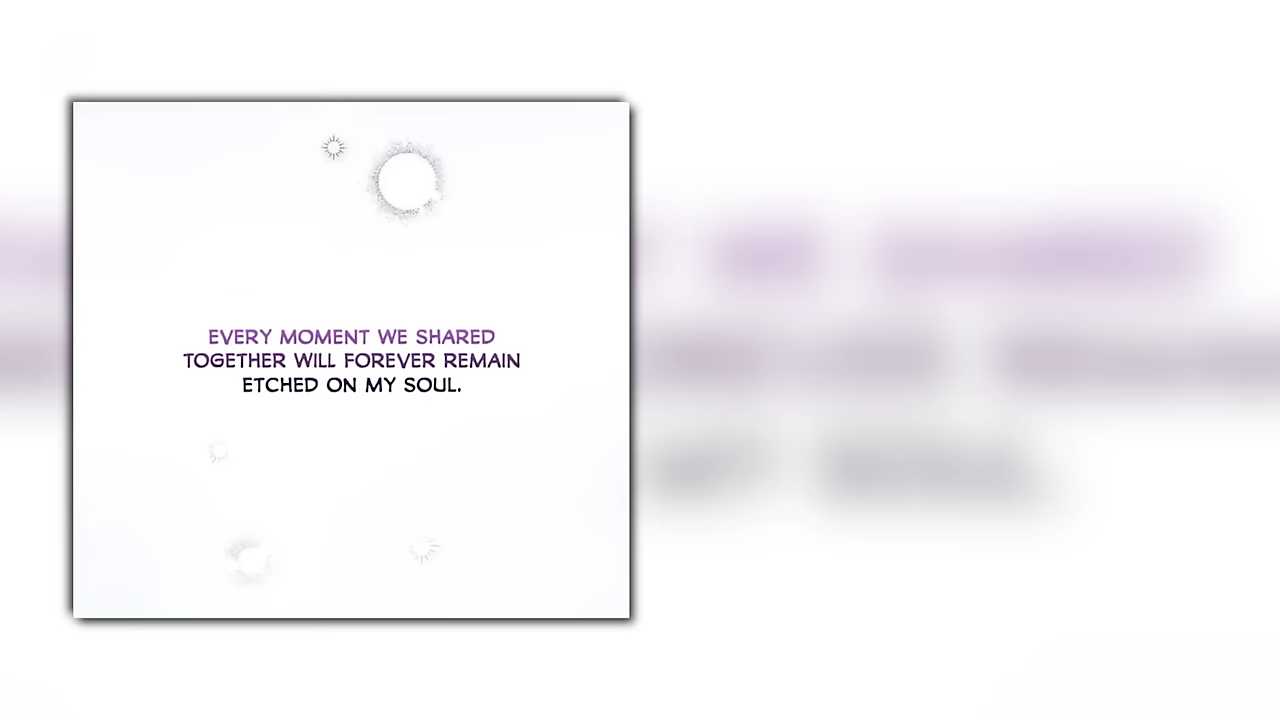 EVERY MOMENT WE SHARED
TOGETHER WILL FOREVER REMAIN
ETCHED ON MY SOUL.